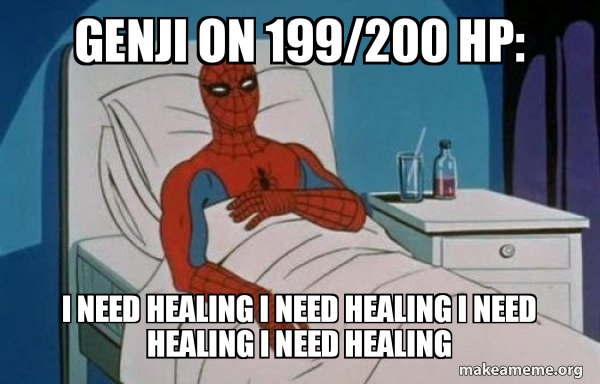 GENJI ON 199/200 HP:
I NEED HEALING I NEED HEALING I NEED
HEALING I NEED HEALING
makeameme.org